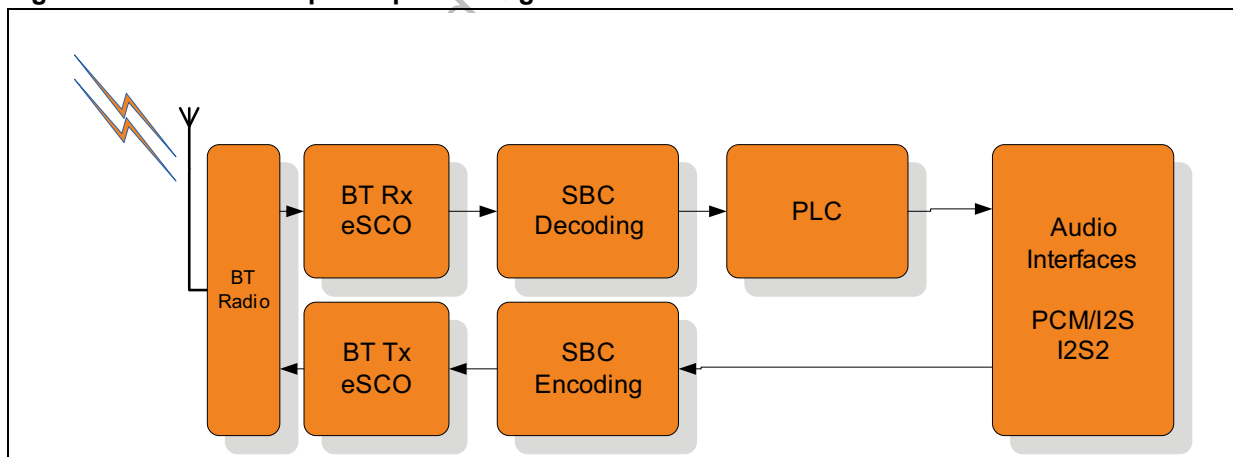 BT
Radio
BT Rx
eSCO
SBC
Decoding
PLC
Audio
Interfaces
PCM/I2S
I2S2
BT Tx
eSCO
SBC
Encoding